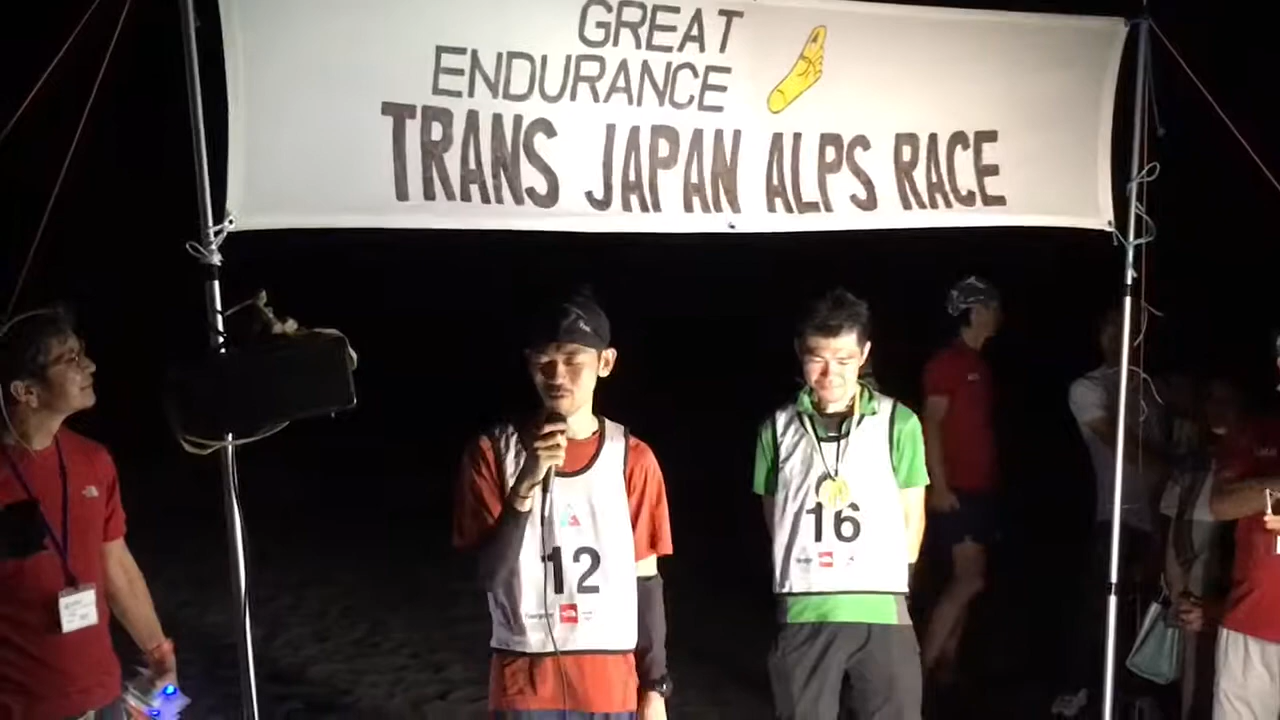 GREAT
ENDURANCE
TRANS JAPAN ALPS RACE
12
16